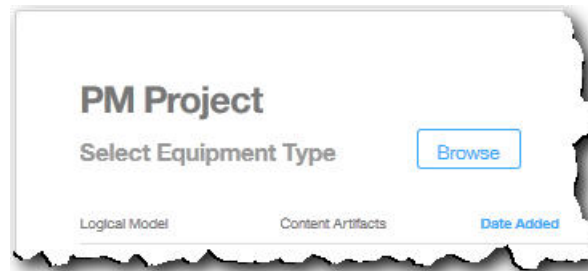 PM Project
Select Equipment Type Browse
Logical Model Content Artifacts Date Added